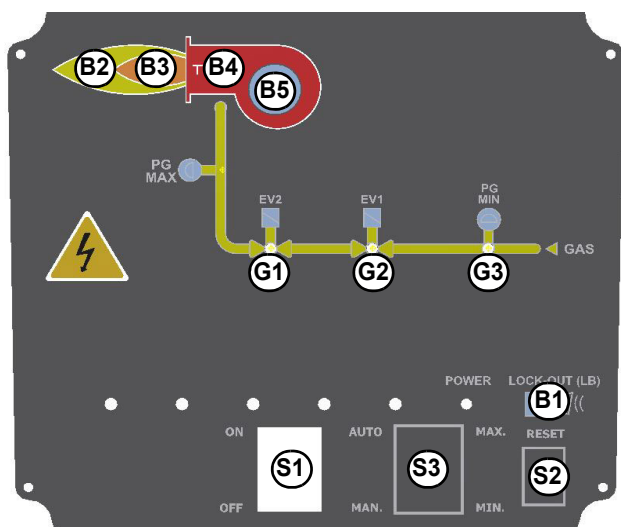 B2 B3 T B4
B5
PG
MAX
EV2 EV1 PG
MIN
GAS
G1 G2 G3
POWER LOCK-OUT (LB)
B1
ON AUTO MAX. RESET
S1 S3 S2
OFF MAN. MIN.